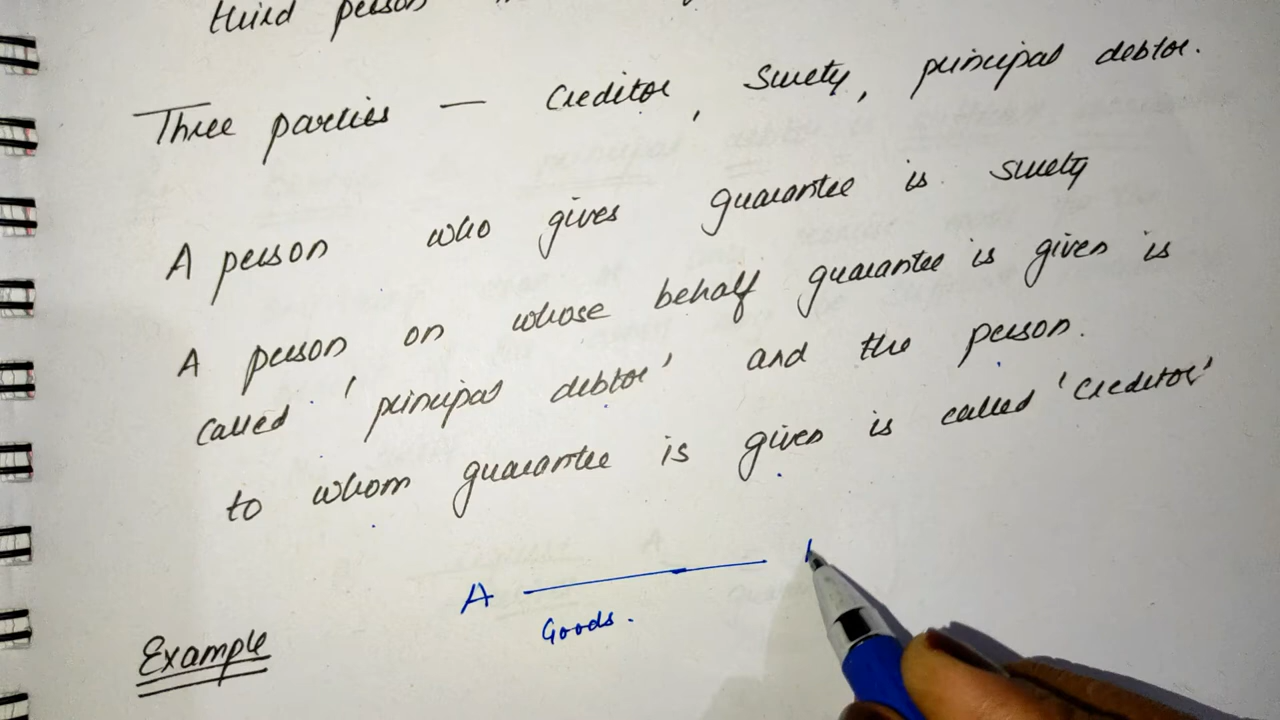 third person
Three parties — Creditor, Surety, principal debtor.
A person who gives guarantee is surety
A person on whose behalf guarantee is given is
called 'principal debtor' and the person.
to whom guarantee is given is called 'Creditor'
A
Goods.
Example